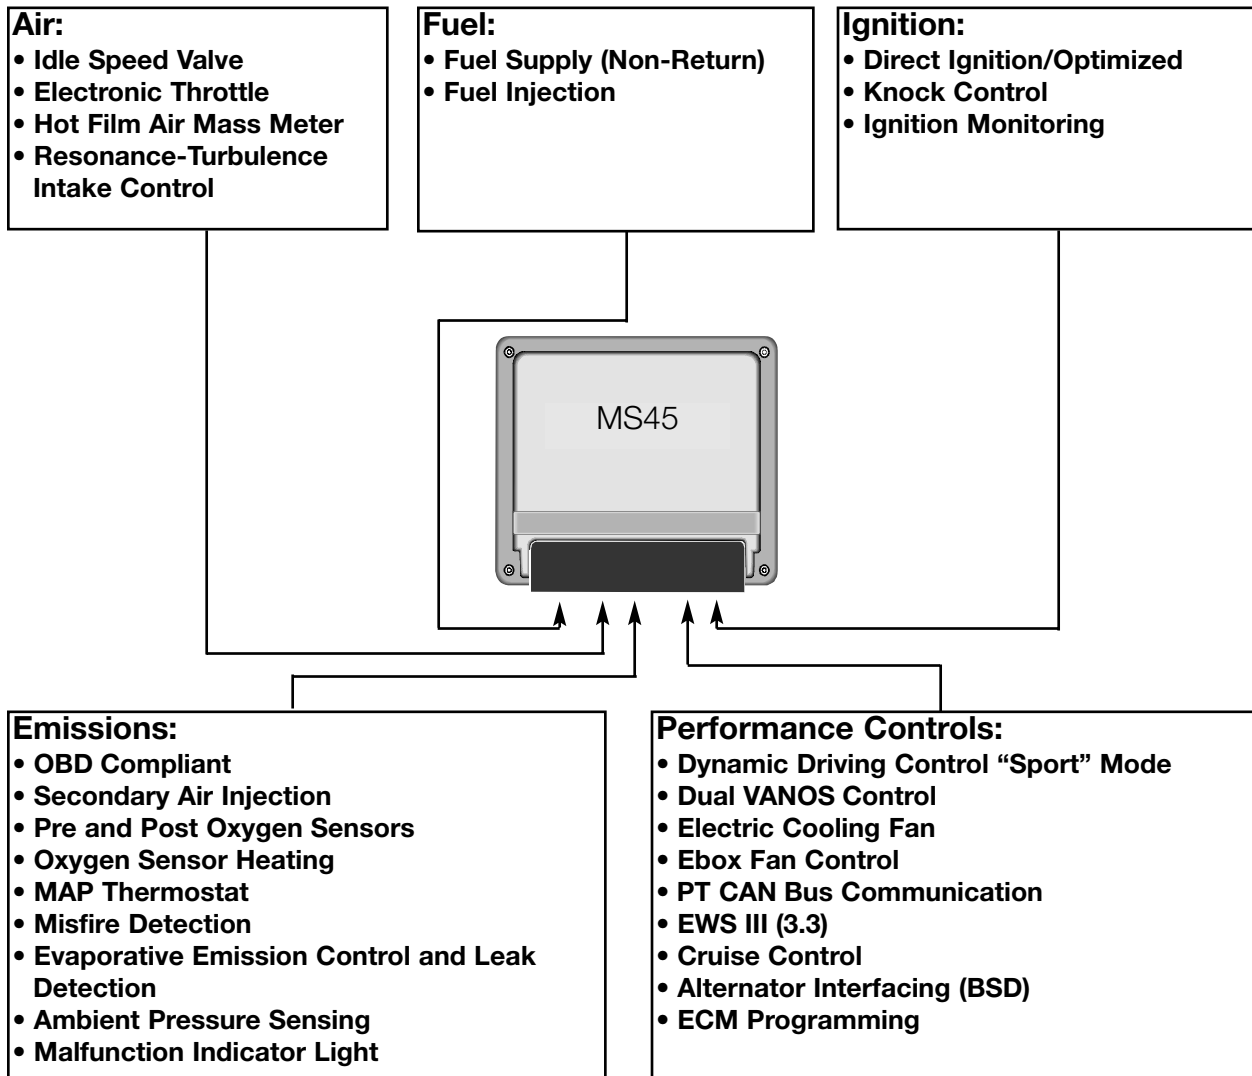 Air:
• Idle Speed Valve
• Electronic Throttle
• Hot Film Air Mass Meter
• Resonance-Turbulence
Intake Control
Fuel:
• Fuel Supply (Non-Return)
• Fuel Injection
Ignition:
• Direct Ignition/Optimized
• Knock Control
• Ignition Monitoring
MS45
Emissions:
• OBD Compliant
• Secondary Air Injection
• Pre and Post Oxygen Sensors
• Oxygen Sensor Heating
• MAP Thermostat
• Misfire Detection
• Evaporative Emission Control and Leak
Detection
• Ambient Pressure Sensing
• Malfunction Indicator Light
Performance Controls:
• Dynamic Driving Control “Sport” Mode
• Dual VANOS Control
• Electric Cooling Fan
• Ebox Fan Control
• PT CAN Bus Communication
• EWS III (3.3)
• Cruise Control
• Alternator Interfacing (BSD)
• ECM Programming